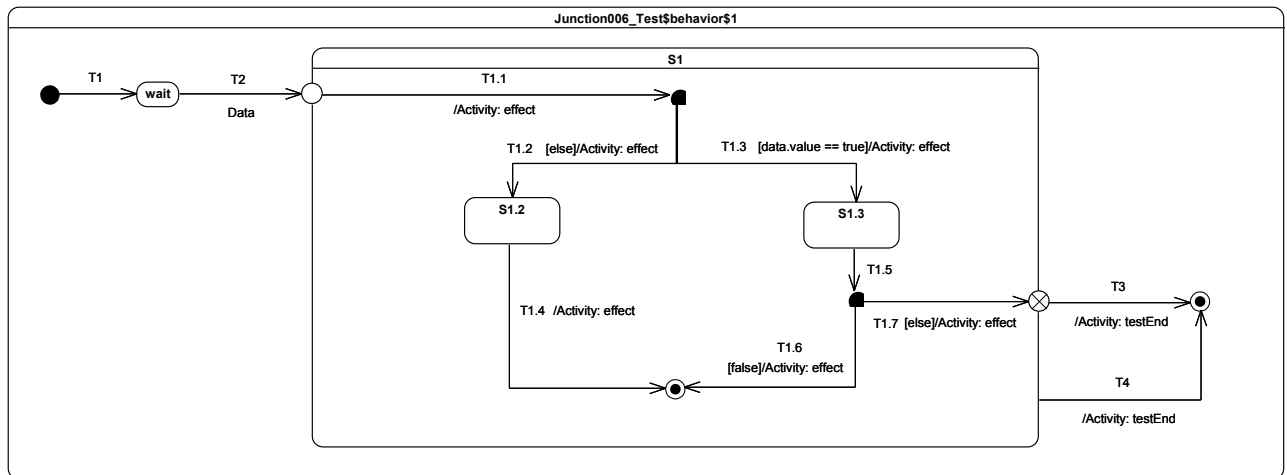 Junction006_Test$behavior$1
S1
T1
wait
T2
Data
T1.1
/Activity: effect
T1.2 [else]/Activity: effect
T1.3 [data.value == true]/Activity: effect
S1.2
S1.3
T1.5
T1.4 /Activity: effect
T1.7 [else]/Activity: effect
T1.6
[false]/Activity: effect
T3
/Activity: testEnd
T4
/Activity: testEnd